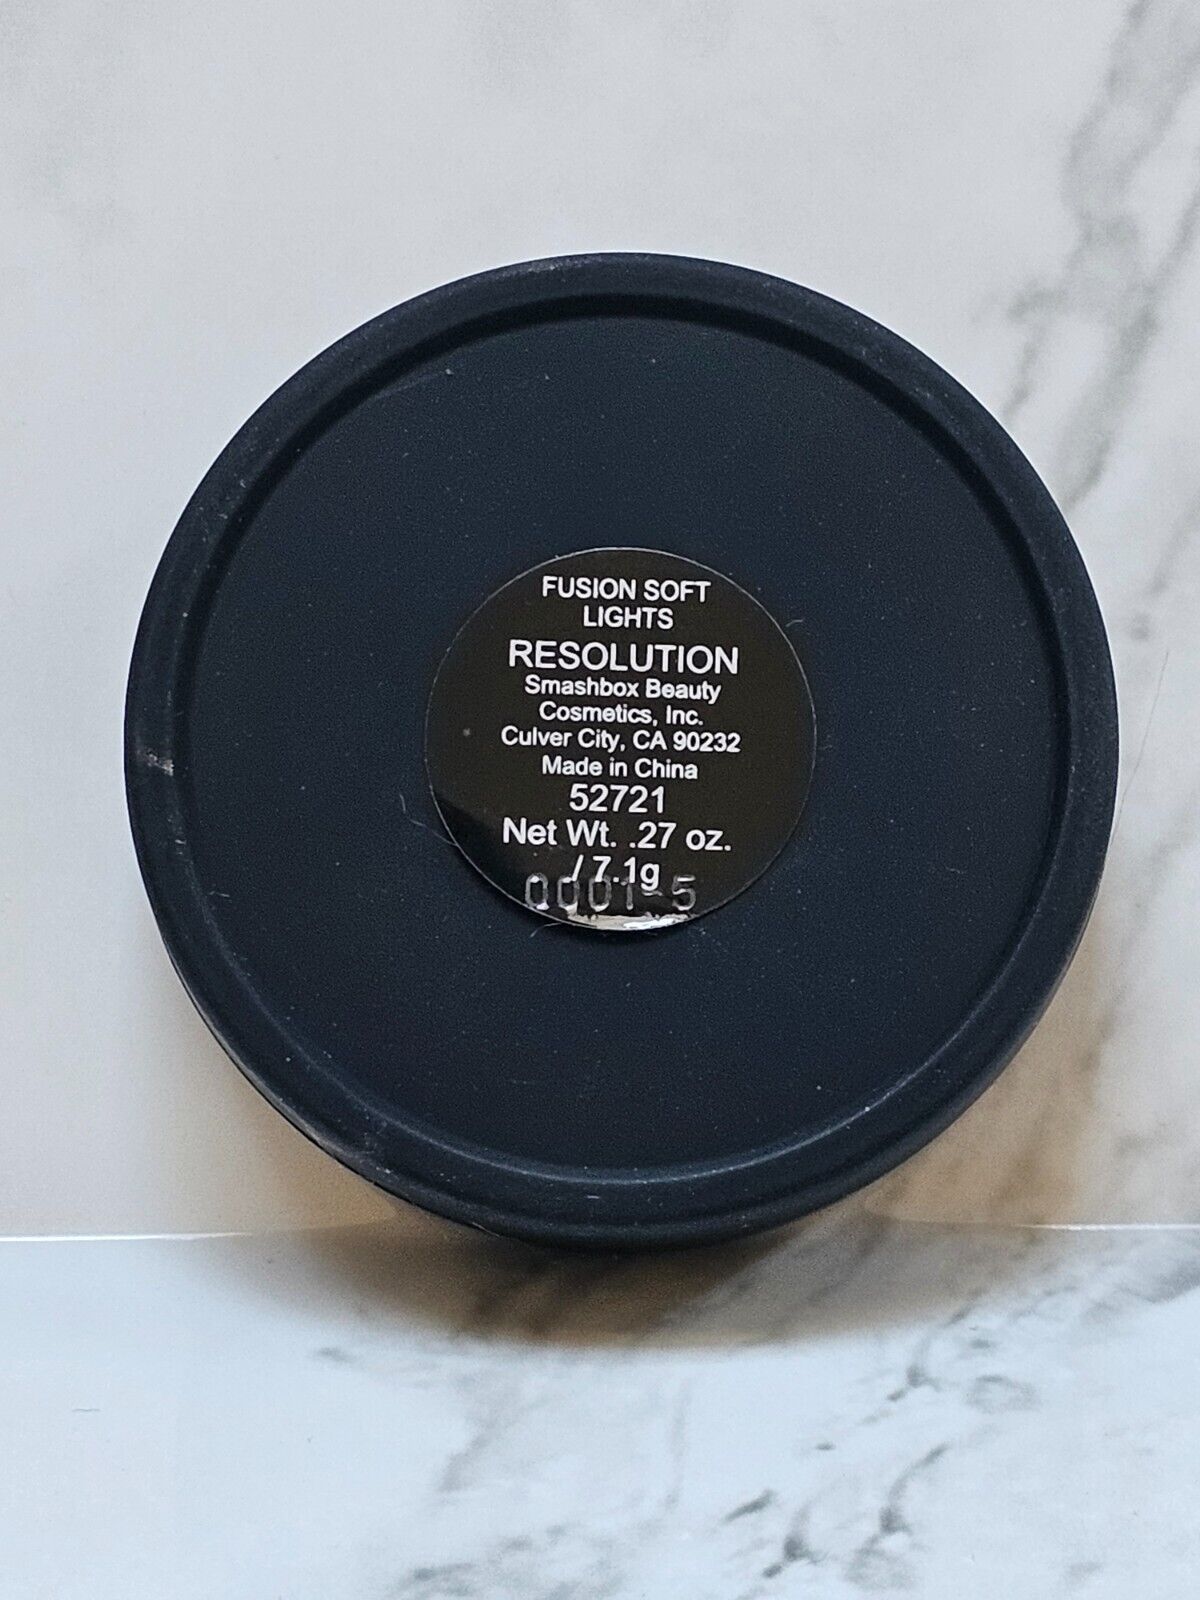 FUSION SOFT
LIGHTS
RESOLUTION
Smashbox Beauty
Cosmetics, Inc.
Culver City, CA 90232
Made in China
52721
Net Wt. .27 oz.
/ 7.1g
0001-5